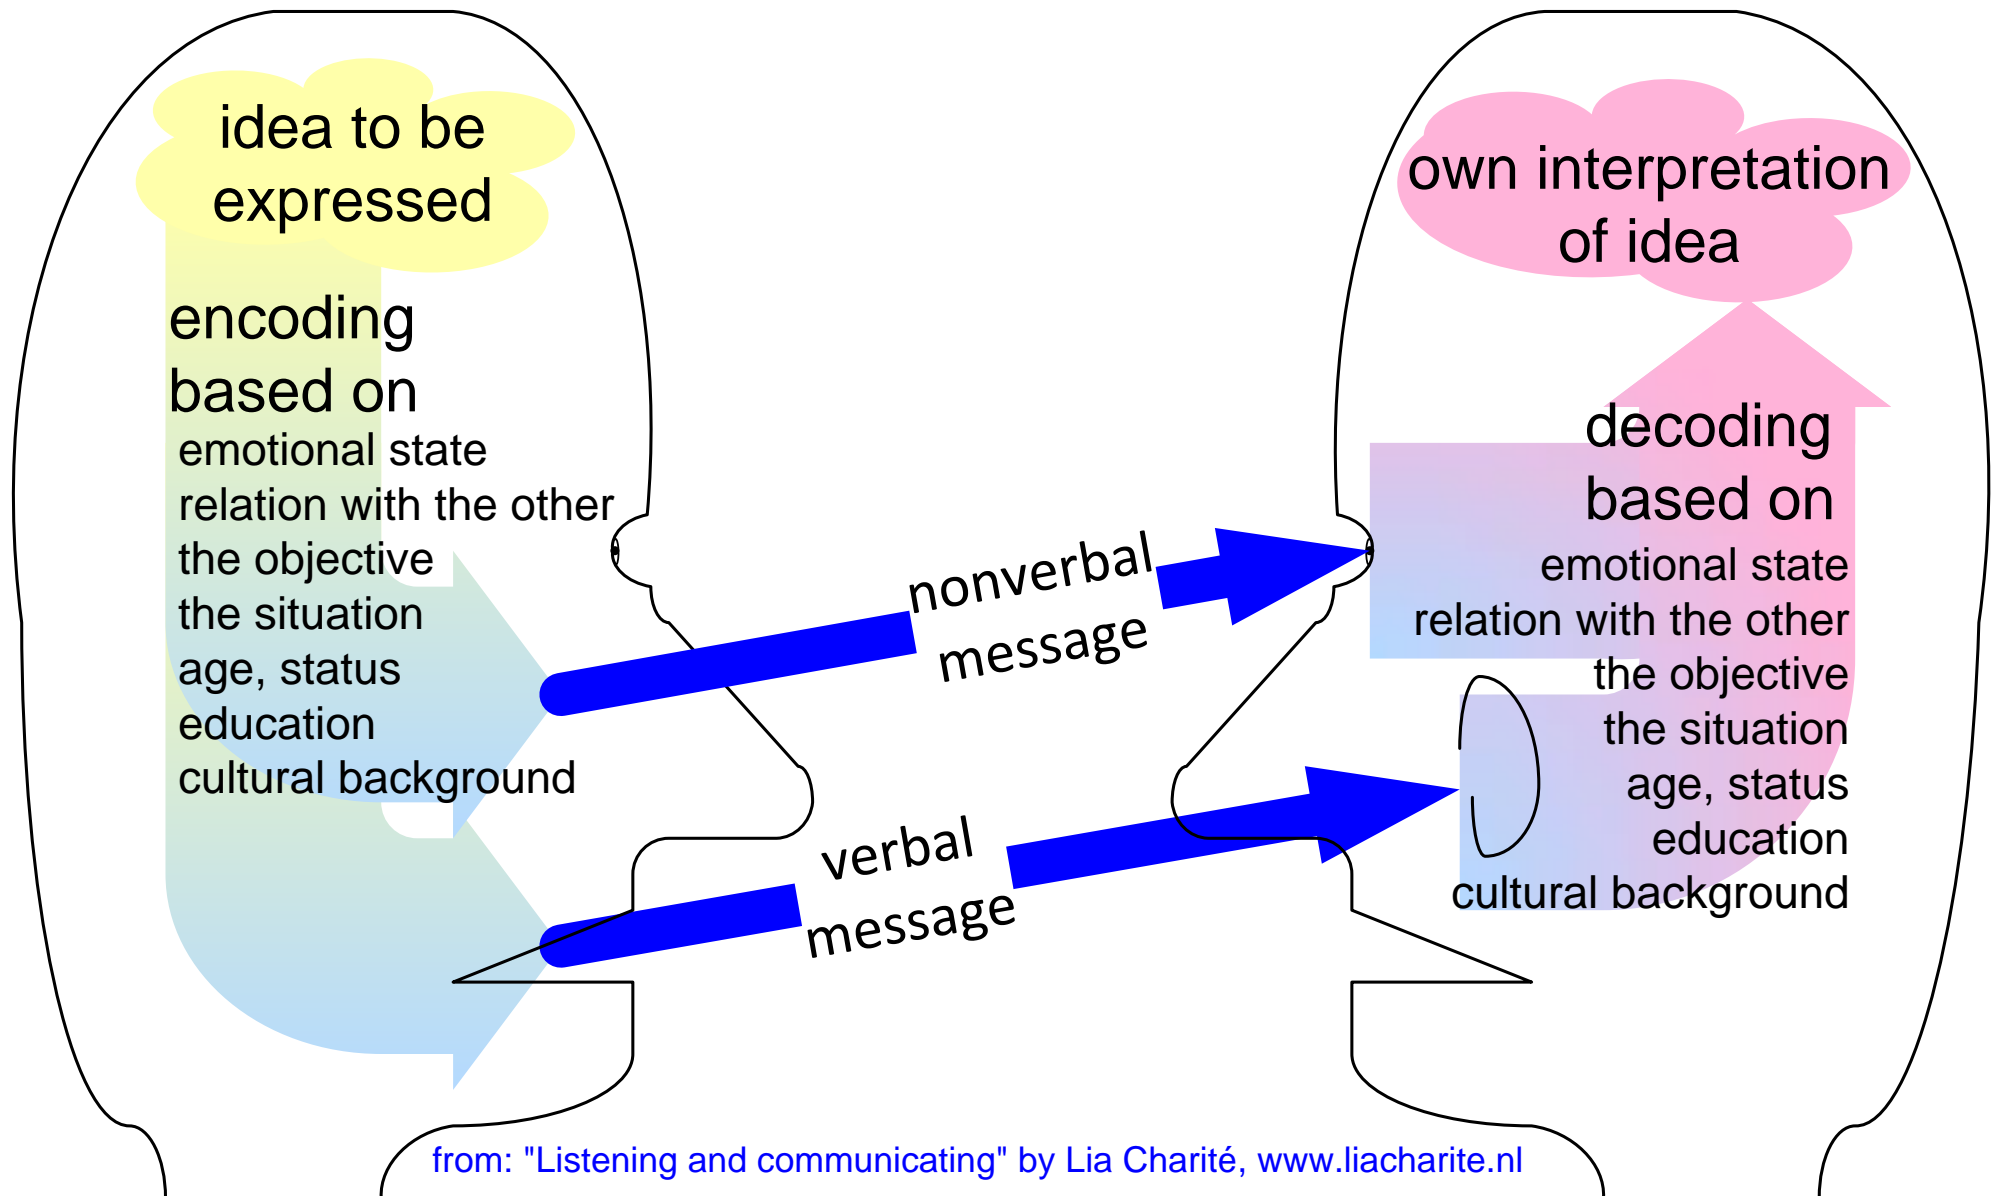 idea to be
expressed
encoding
based on
emotional state
relation with the other
the objective
the situation
age, status
education
cultural background
nonverbal
message
verbal
message
own interpretation
of idea
decoding
based on
emotional state
relation with the other
the objective
the situation
age, status
education
cultural background
from: "Listening and communicating" by Lia Charité, www.liacharite.nl